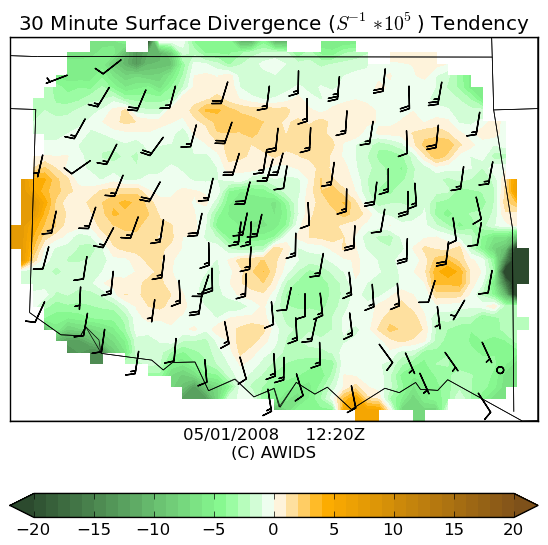 30 Minute Surface Divergence (S⁻¹ *10⁵ ) Tendency
05/01/2008 12:20Z
(C) AWIDS
−20 −15 −10 −5 0 5 10 15 20